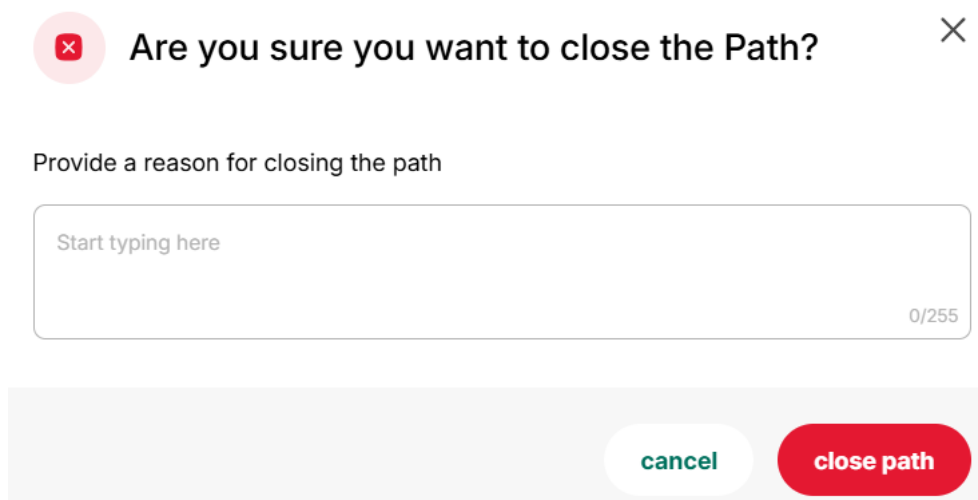 Are you sure you want to close the Path?
Provide a reason for closing the path
Start typing here
0/255
cancel close path